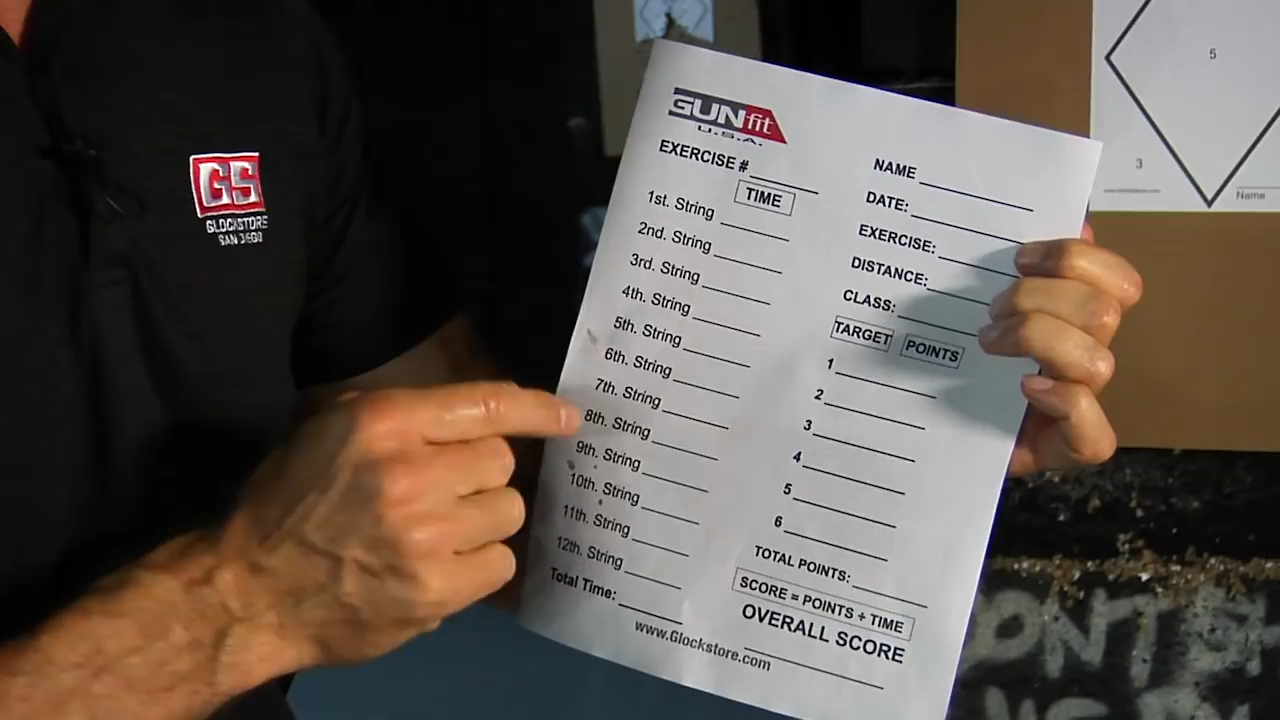 GS
GLOCKSTORE
SAN DIEGO
GUNfit
U.S.A.
EXERCISE #
TIME
1st. String
2nd. String
3rd. String
4th. String
5th. String
6th. String
7th. String
8th. String
9th. String
10th. String
11th. String
12th. String
Total Time:
www.Glockstore.com
NAME
DATE:
EXERCISE:
DISTANCE:
CLASS:
TARGET POINTS
1
2
3
4
5
6
TOTAL POINTS:
SCORE = POINTS ÷ TIME
OVERALL SCORE
5
3
Name